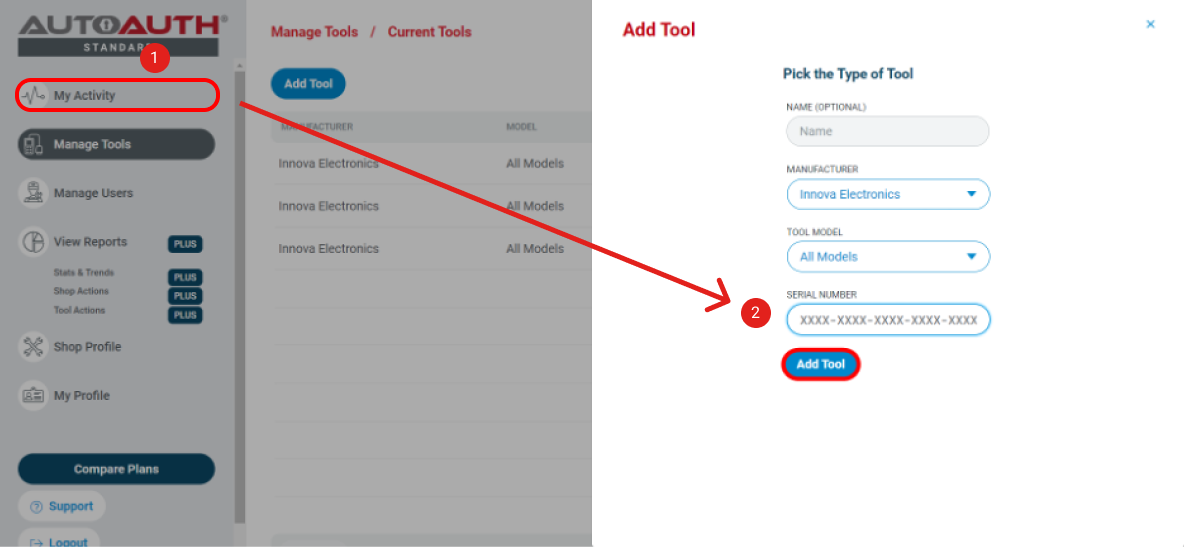 AUTOAUTH®
STANDARD
1
My Activity
Manage Tools
Manage Users
View Reports PLUS
Stats & Trends PLUS
Shop Actions PLUS
Tool Actions PLUS
Shop Profile
My Profile
Compare Plans
Support
Logout
Manage Tools / Current Tools
Add Tool
MANUFACTURER MODEL
Innova Electronics All Models
Innova Electronics All Models
Innova Electronics All Models
Add Tool
×
Pick the Type of Tool
NAME (OPTIONAL)
Name
MANUFACTURER
Innova Electronics
TOOL MODEL
All Models
SERIAL NUMBER
2
XXXX-XXXX-XXXX-XXXX-XXXX
Add Tool